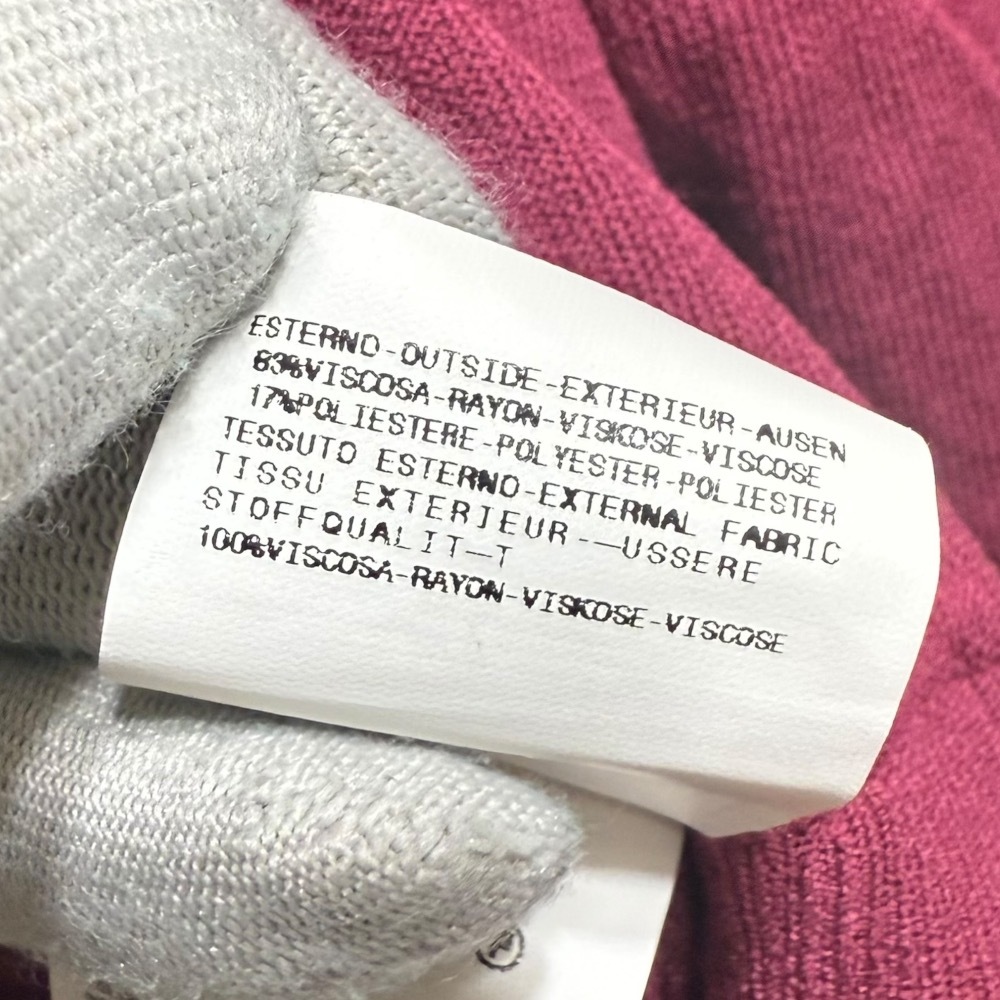 ESTERNO-OUTSIDE-EXTERIEUR-AUSEN
83%VISCOSA-RAYON-VISKOSE-VISCOSE
17%POLIESTERE-POLYESTER-POLIESTER
TESSUTO ESTERNO-EXTERNAL FABRIC
TISSU EXTERIEUR-—USSERE
STOFFQUALIT—T
100%VISCOSA-RAYON-VISKOSE-VISCOSE